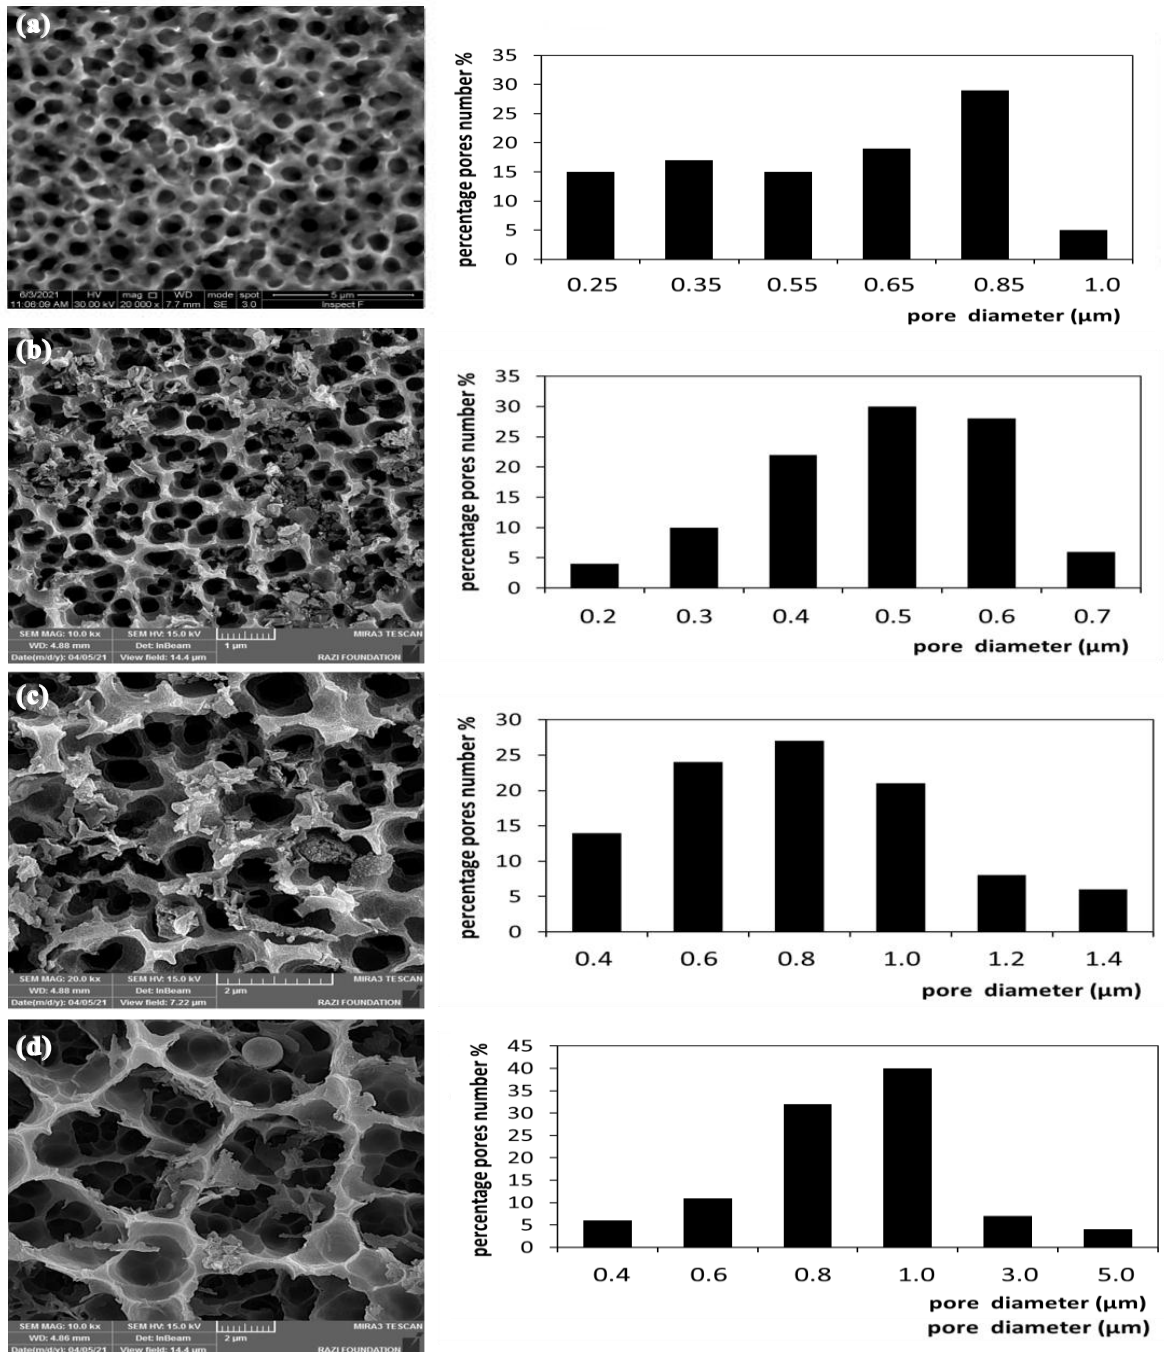 (a)
6/3/2021 HV mag □ WD mode spot 5 µm
11:06:09 AM 30.00 kV 20 000 x 7.7 mm SE 3.0 Inspect F
percentage pores number %
35
30
25
20
15
10
5
0
0.25 0.35 0.55 0.65 0.85 1.0
pore diameter (µm)
(b)
SEM MAG: 10.0 kx SEM HV: 15.0 kV MIRA3 TESCAN
WD: 4.88 mm Det: InBeam 1 µm
Date(m/d/y): 04/05/21 View field: 14.4 µm RAZI FOUNDATION
percentage pores number %
35
30
25
20
15
10
5
0
0.2 0.3 0.4 0.5 0.6 0.7
pore diameter (µm)
(c)
SEM MAG: 20.0 kx SEM HV: 15.0 kV MIRA3 TESCAN
WD: 4.88 mm Det: InBeam 2 µm
Date(m/d/y): 04/05/21 View field: 7.22 µm RAZI FOUNDATION
percentage pores number %
30
25
20
15
10
5
0
0.4 0.6 0.8 1.0 1.2 1.4
pore diameter (µm)
(d)
SEM MAG: 10.0 kx SEM HV: 15.0 kV MIRA3 TESCAN
WD: 4.86 mm Det: InBeam 2 µm
Date(m/d/y): 04/05/21 View field: 14.4 µm RAZI FOUNDATION
percentage pores number %
45
40
35
30
25
20
15
10
5
0
0.4 0.6 0.8 1.0 3.0 5.0
pore diameter (µm)
pore diameter (µm)